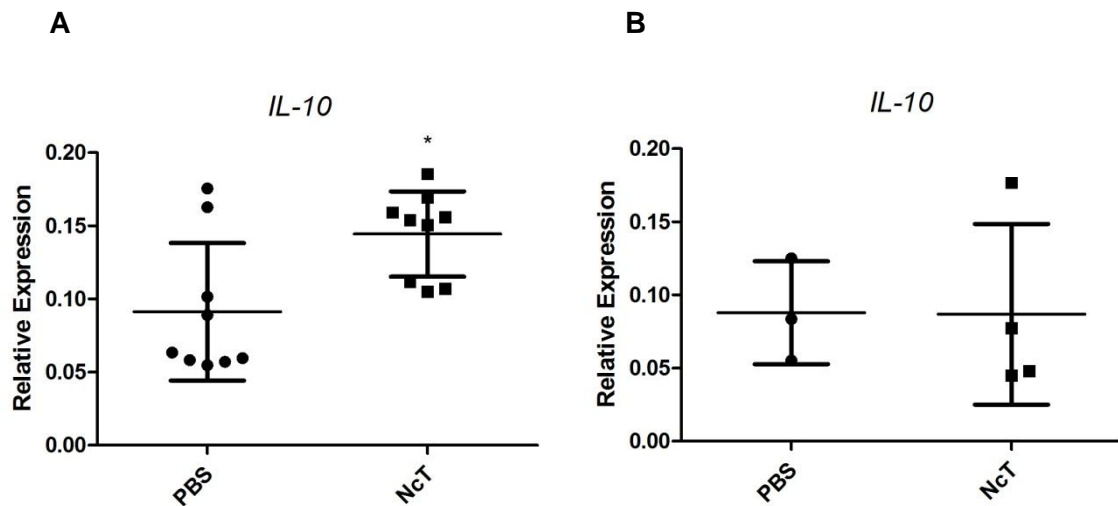 A
IL-10
*
Relative Expression
0.20
0.15
0.10
0.05
0.00
PBS
NcT
B
IL-10
Relative Expression
0.20
0.15
0.10
0.05
0.00
PBS
NcT